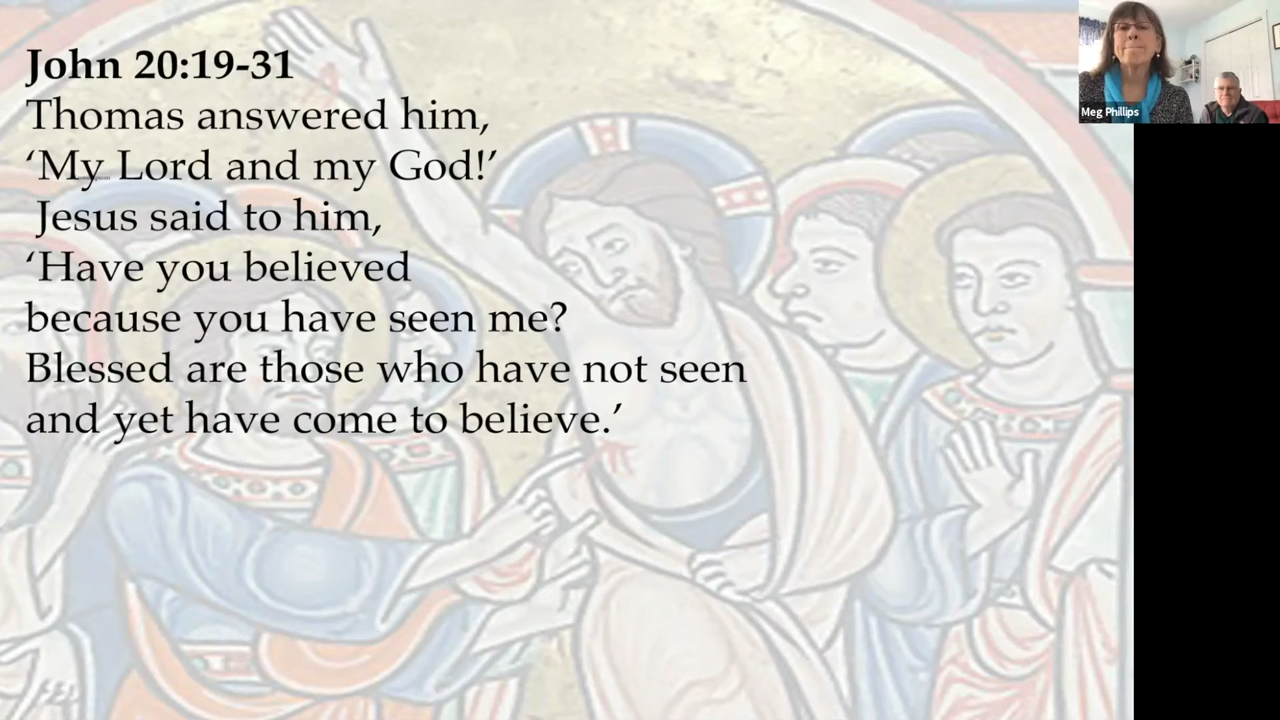 John 20:19-31
Thomas answered him,
‘My Lord and my God!’
Jesus said to him,
‘Have you believed
because you have seen me?
Blessed are those who have not seen
and yet have come to believe.’
Meg Phillips